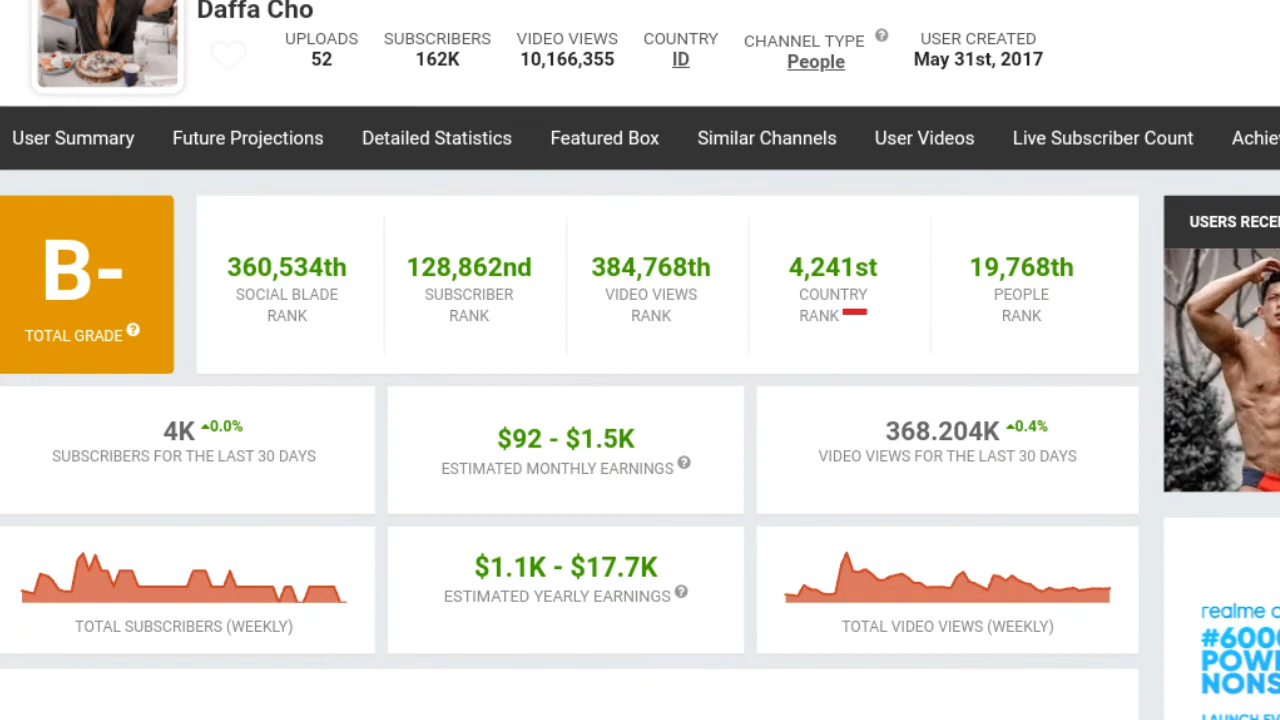 Daffa Cho
UPLOADS SUBSCRIBERS VIDEO VIEWS COUNTRY CHANNEL TYPE USER CREATED
52 162K 10,166,355 ID People May 31st, 2017
User Summary Future Projections Detailed Statistics Featured Box Similar Channels User Videos Live Subscriber Count
B-
TOTAL GRADE
360,534th 128,862nd 384,768th 4,241st 19,768th
SOCIAL BLADE SUBSCRIBER VIDEO VIEWS COUNTRY PEOPLE
RANK RANK RANK RANK RANK
USERS
4K 0.0%
SUBSCRIBERS FOR THE LAST 30 DAYS
$92 - $1.5K
ESTIMATED MONTHLY EARNINGS
368.204K 0.4%
VIDEO VIEWS FOR THE LAST 30 DAYS
TOTAL SUBSCRIBERS (WEEKLY)
$1.1K - $17.7K
ESTIMATED YEARLY EARNINGS
TOTAL VIDEO VIEWS (WEEKLY)
realme
LAUNCH